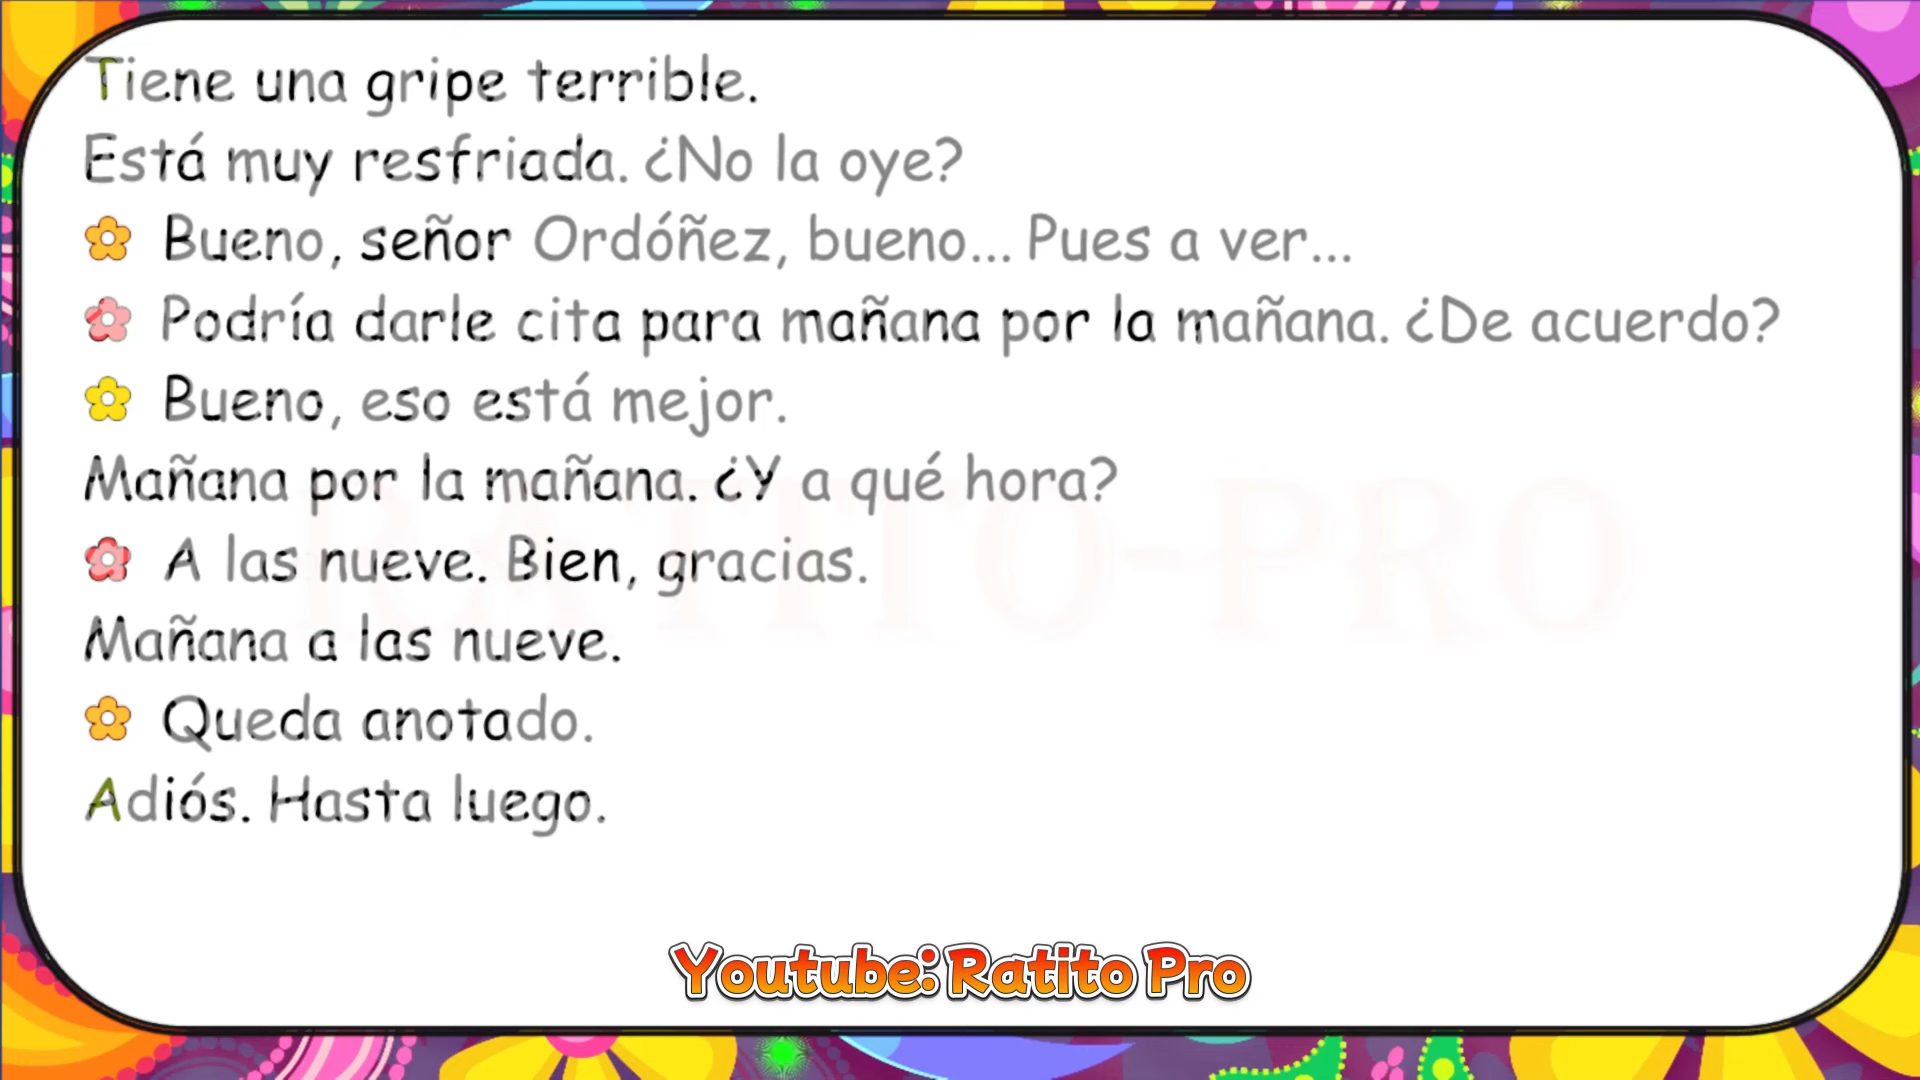 Tiene una gripe terrible.
Está muy resfriada. ¿No la oye?
Bueno, señor Ordóñez, bueno... Pues a ver...
Podría darle cita para mañana por la mañana. ¿De acuerdo?
Bueno, eso está mejor.
Mañana por la mañana. ¿Y a qué hora?
A las nueve. Bien, gracias.
Mañana a las nueve.
Queda anotado.
Adiós. Hasta luego.
RATITO-PRO
Youtube: Ratito Pro